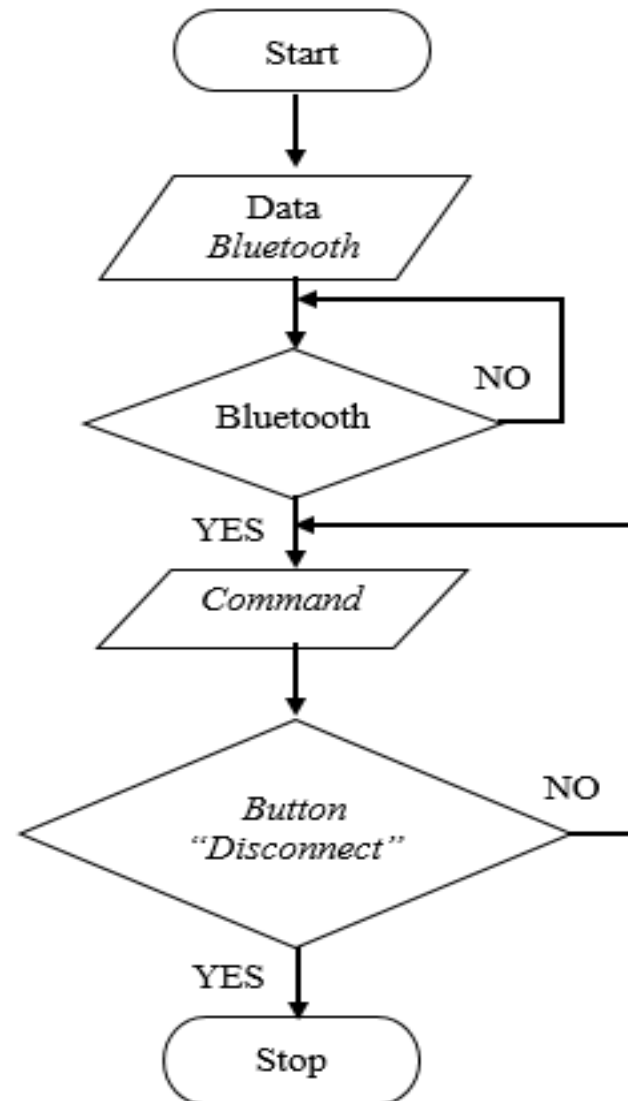 Start
Data
Bluetooth
NO
Bluetooth
YES
Command
NO
Button
“Disconnect”
YES
Stop